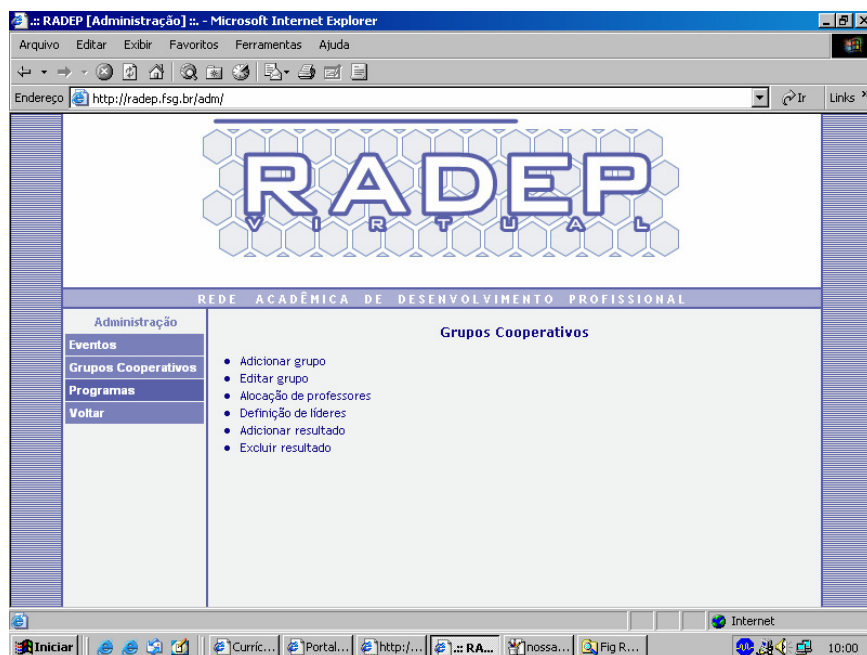 .:: RADEP [Administração] ::. - Microsoft Internet Explorer
Arquivo Editar Exibir Favoritos Ferramentas Ajuda
Endereço http://radep.fsg.br/adm/ Ir Links »
RADEP
VIRTUAL
REDE ACADÊMICA DE DESENVOLVIMENTO PROFISSIONAL
Administração
Eventos
Grupos Cooperativos
Programas
Voltar
Grupos Cooperativos
• Adicionar grupo
• Editar grupo
• Alocação de professores
• Definição de líderes
• Adicionar resultado
• Excluir resultado
Internet
Iniciar Curríc... Portal... http:/... .:: RA... nossa... Fig R... 10:00